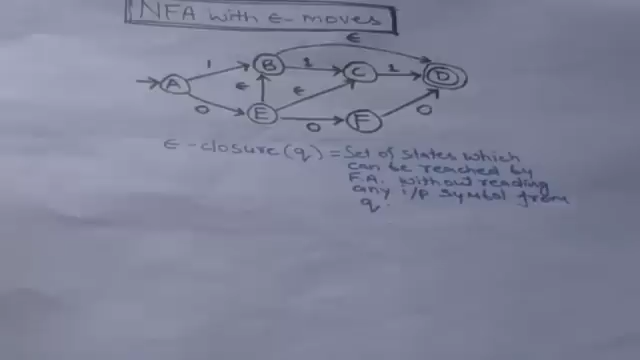 NFA with ε- moves
ε
1
B
1
C
1
D
A
ε
ε
0
E
0
F
0
ε-closure(q) = Set of states which
can be reached by
F.A. without reading
any i/p symbol from
q.